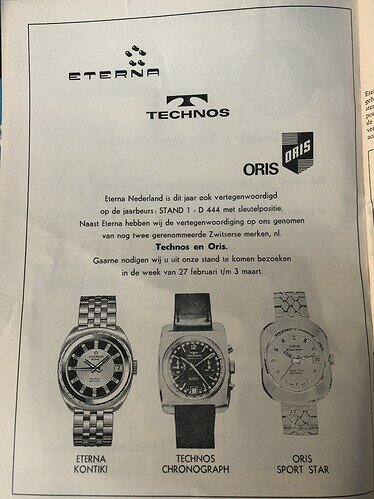 ETERNA
TECHNOS
ORIS ORIS
Eterna Nederland is dit jaar ook vertegenwoordigd
op de jaarbeurs: STAND 1 - D 444 met sleutelpositie.
Naast Eterna hebben wij de vertegenwoordiging op ons genomen
van nog twee gerenommeerde Zwitserse merken, nl.
Technos en Oris.
Gaarne nodigen wij u uit onze stand te komen bezoeken
in de week van 27 februari t/m 3 maart.
ETERNA
KONTIKI
TECHNOS
CHRONOGRAPH
ORIS
SPORT STAR